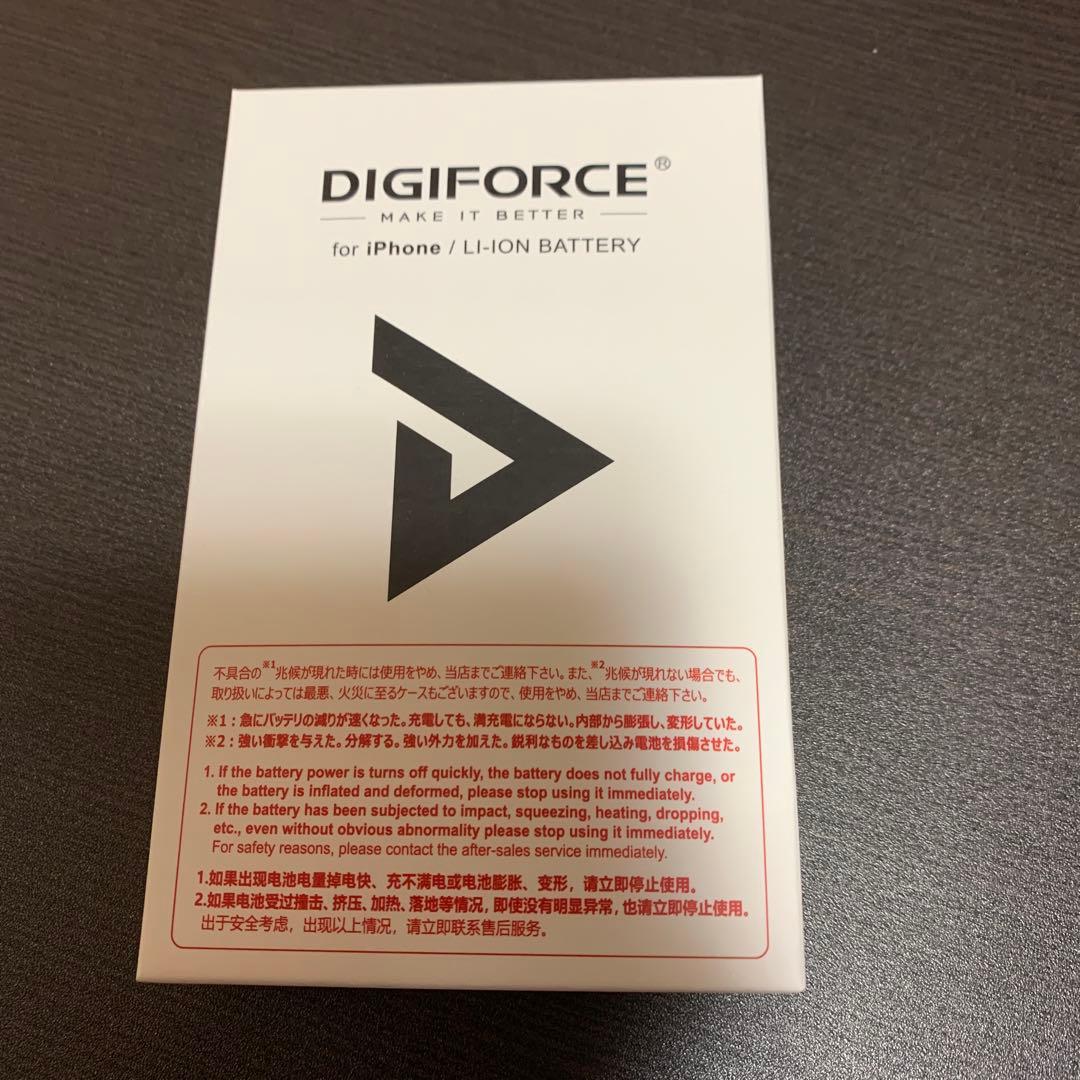 DIGIFORCE®
MAKE IT BETTER
for iPhone / LI-ION BATTERY
不具合の※1兆候が現れた時には使用をやめ、当店までご連絡下さい。また、※2兆候が現れない場合でも、
取り扱いによっては最悪、火災に至るケースもございますので、使用をやめ、当店までご連絡下さい。
※1：急にバッテリの減りが速くなった。充電しても、満充電にならない。内部から膨張し、変形していた。
※2：強い衝撃を与えた。分解する。強い外力を加えた。鋭利なものを差し込み電池を損傷させた。
1. If the battery power is turns off quickly, the battery does not fully charge, or
the battery is inflated and deformed, please stop using it immediately.
2. If the battery has been subjected to impact, squeezing, heating, dropping,
etc., even without obvious abnormality please stop using it immediately.
For safety reasons, please contact the after-sales service immediately.
1.如果出现电池电量掉电快、充不满电或电池膨胀、变形，请立即停止使用。
2.如果电池受过撞击、挤压、加热、落地等情况，即使没有明显异常，也请立即停止使用。
出于安全考虑，出现以上情况，请立即联系售后服务。